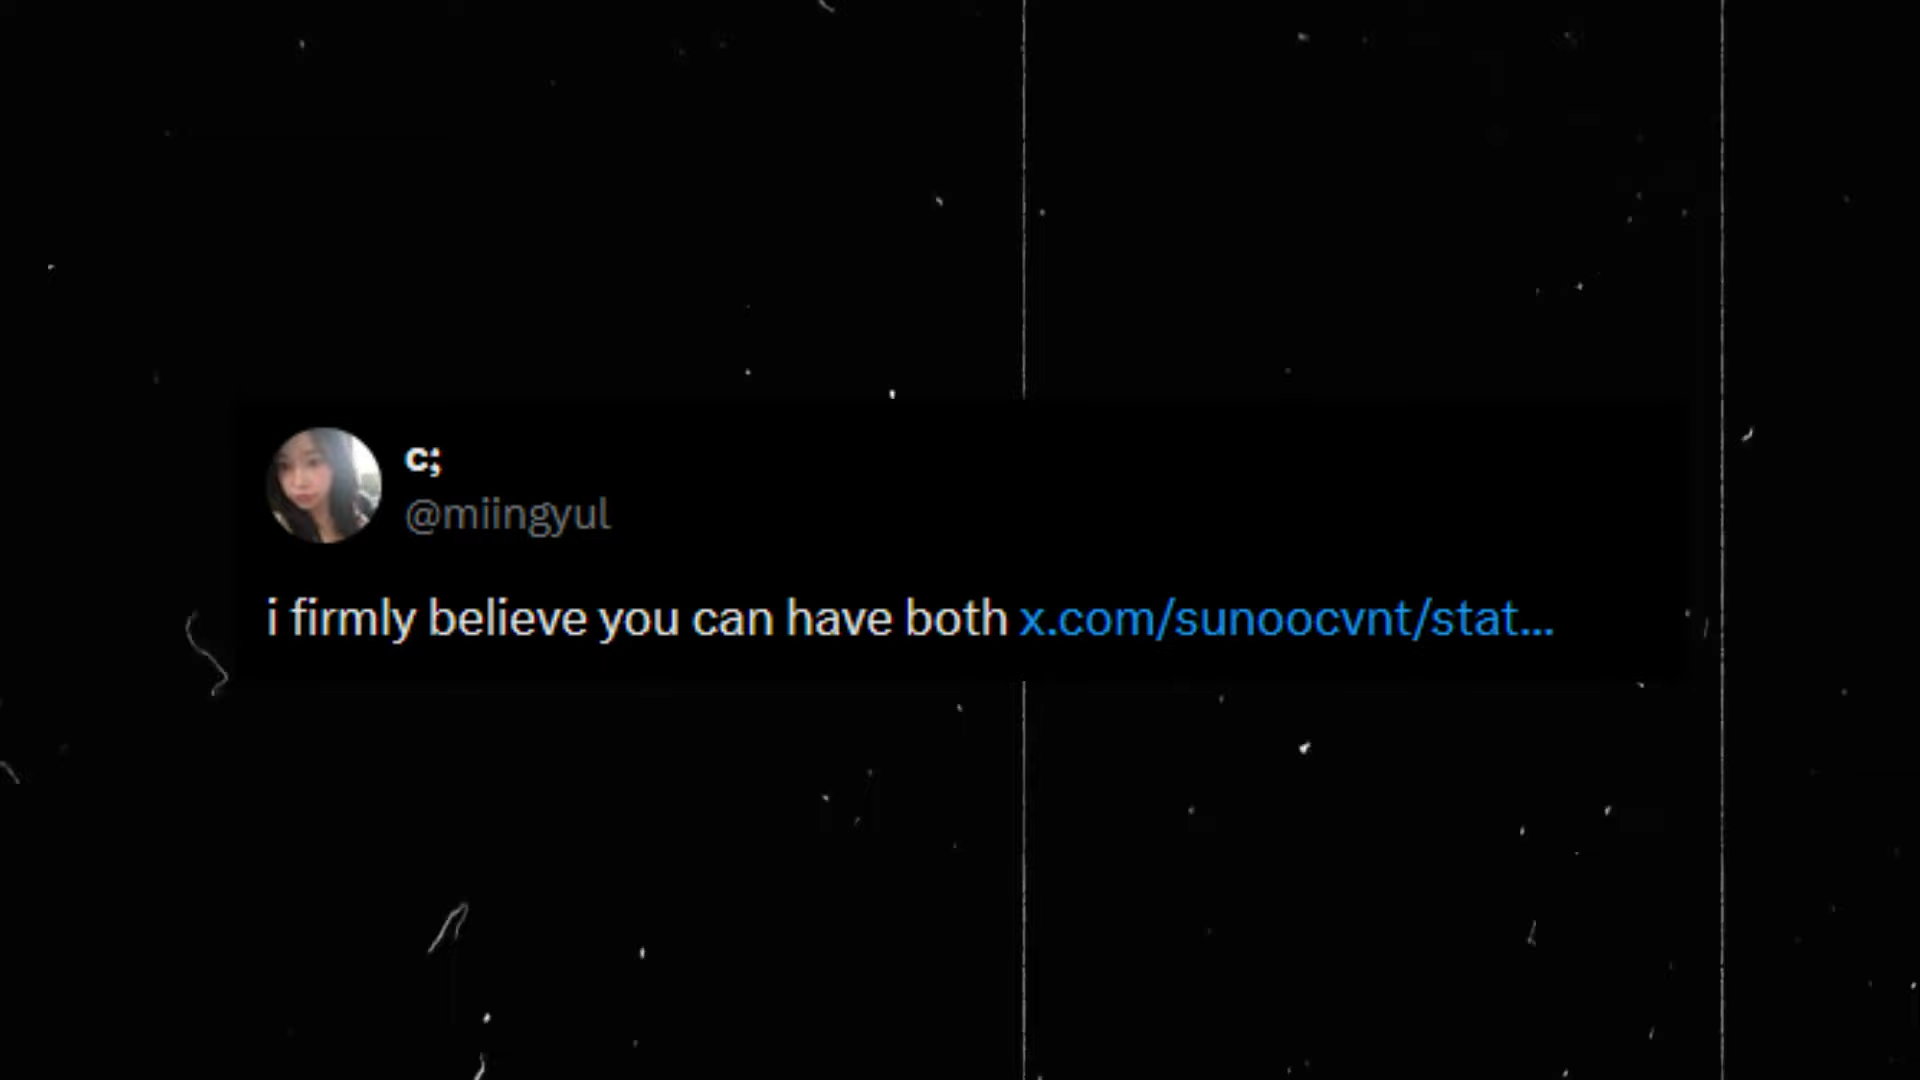 c;
@miingyul
i firmly believe you can have both x.com/sunoocvnt/stat...